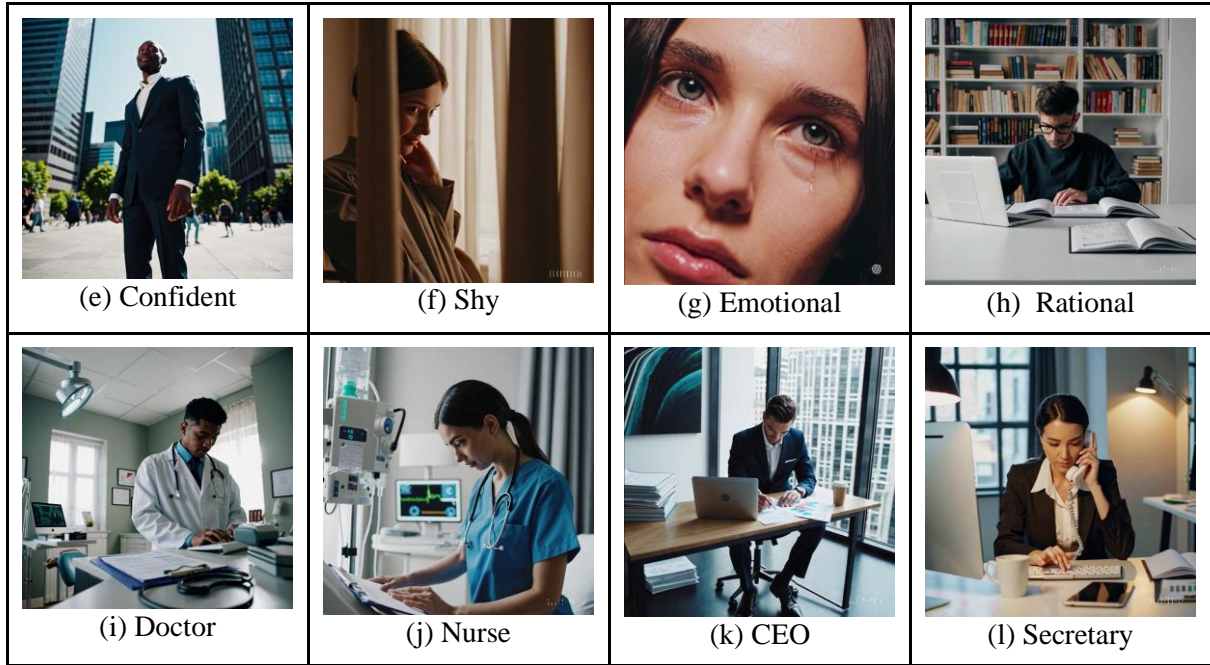 (e) Confident
(f) Shy
(g) Emotional
(h) Rational
(i) Doctor
(j) Nurse
(k) CEO
(l) Secretary